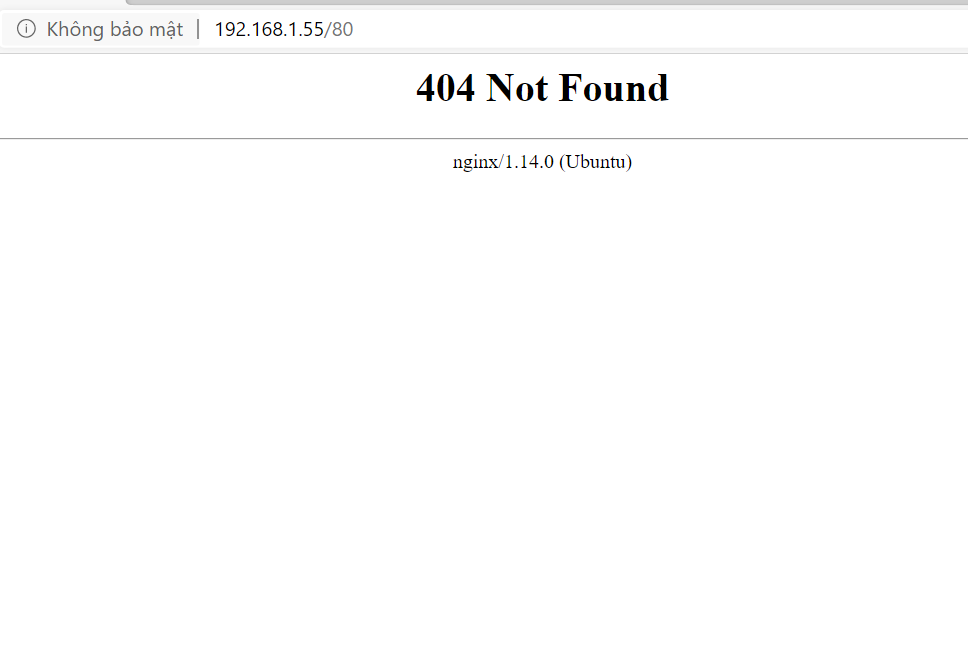 Không bảo mật | 192.168.1.55/80
404 Not Found
nginx/1.14.0 (Ubuntu)